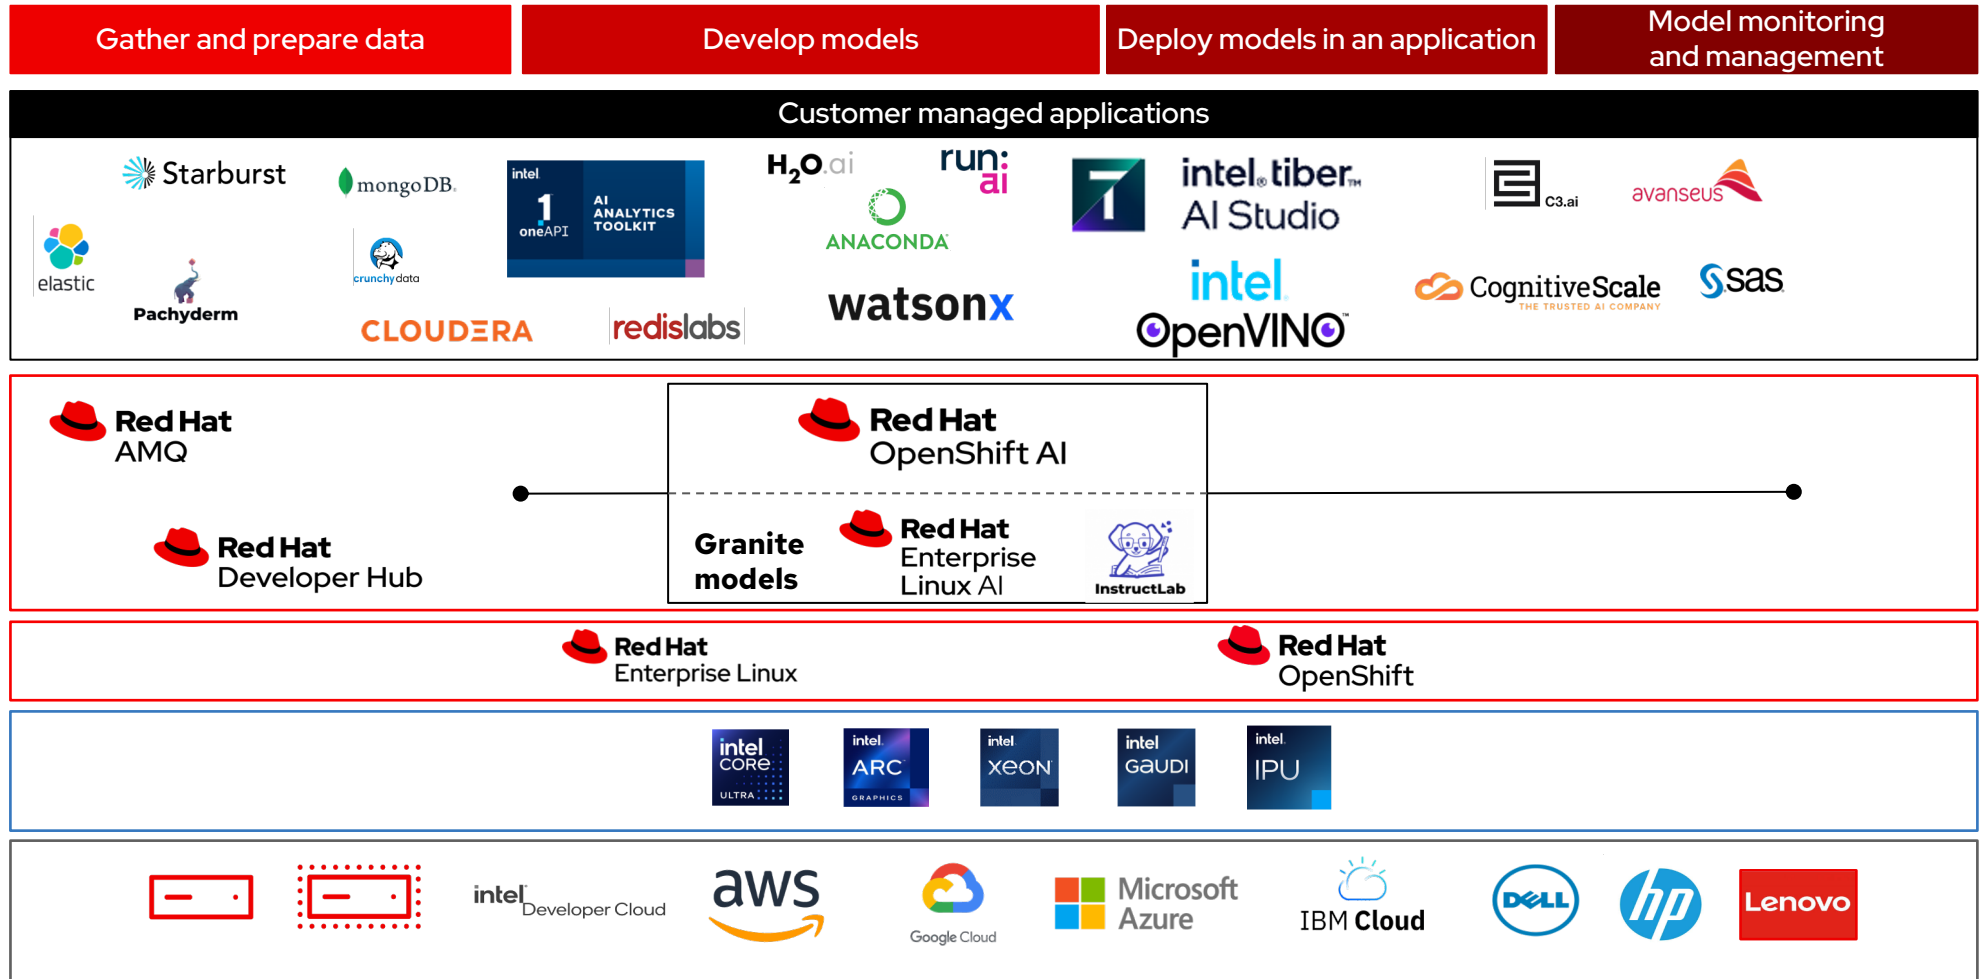 Gather and prepare data
Develop models
Deploy models in an application
Model monitoring
and management
Customer managed applications
Starburst
mongoDB.
intel.
1
oneAPI
AI
ANALYTICS
TOOLKIT
H2O.ai
run:
ai
ANACONDA
intel. tiber™
AI Studio
C3.ai
avanseus
elastic
Pachyderm
crunchydata
CLOUDERA
redislabs
watsonx
intel.
OpenVINO™
CognitiveScale
THE TRUSTED AI COMPANY
sas
Red Hat
AMQ
Red Hat
Developer Hub
Red Hat
OpenShift AI
Granite
models
Red Hat
Enterprise
Linux AI
InstructLab
Red Hat
Enterprise Linux
Red Hat
OpenShift
intel
CORE
ULTRA
intel.
ARC
GRAPHICS
intel.
XEON
intel
GAUDI
intel.
IPU
intel
Developer Cloud
aws
Google Cloud
Microsoft
Azure
IBM Cloud
DELL
hp
Lenovo